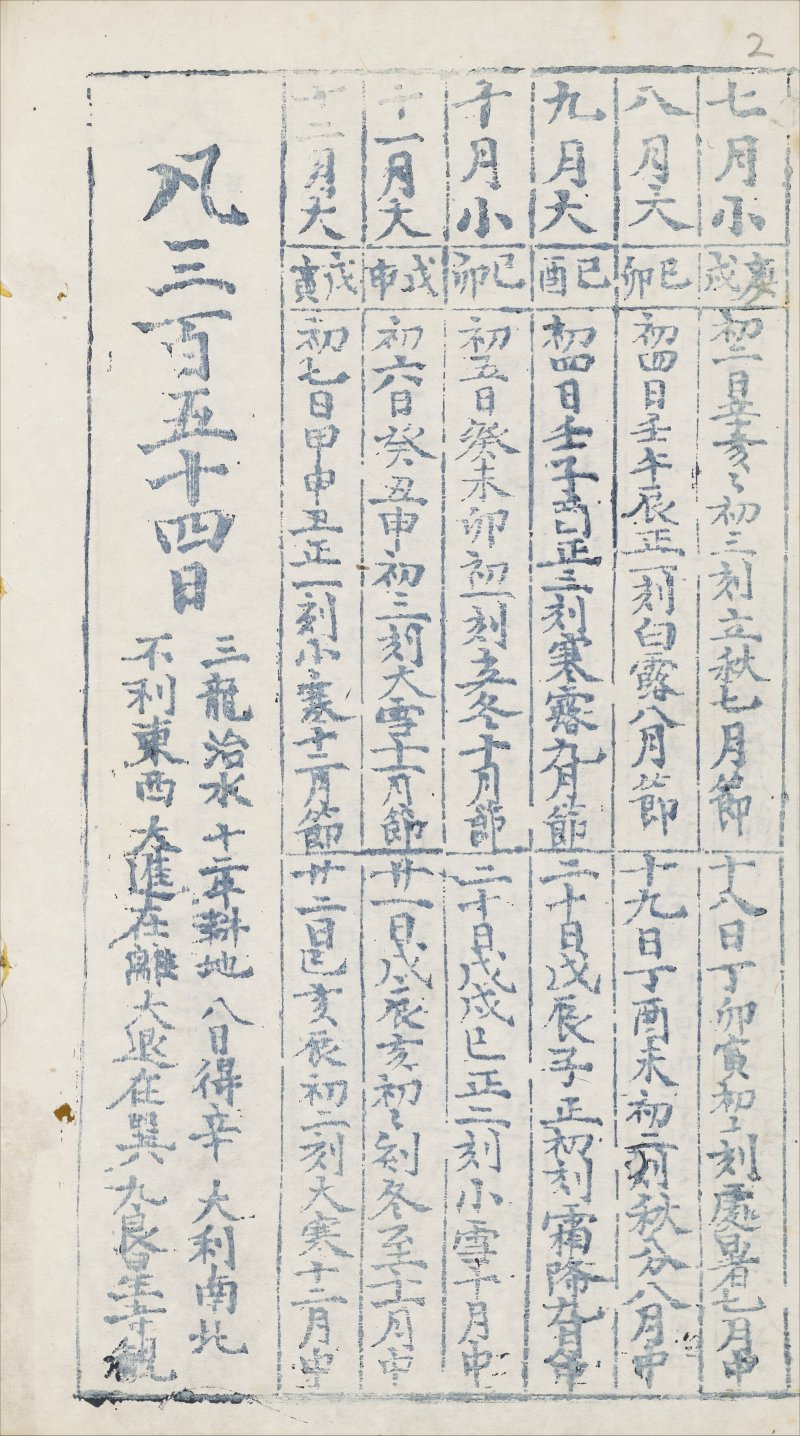 2
七月小 庚戌 初二日辛亥〻初三刻立秋七月節 十八日丁卯寅初〻刻處暑七月中
八月大 己卯 初四日壬午辰正一刻白露八月節 十九日丁酉未初二刻秋分八月中
九月大 己酉 初四日壬子酉正三刻寒露九月節 二十日戊辰子正初刻霜降九月中
十月小 己卯 初五日癸未卯初一刻立冬十月節 二十日戊戌巳正二刻小雪十月中
十一月大 戊申 初六日癸丑申初三刻大雪十一月節 廿一日戊辰亥初〻刻冬至十一月中
十二月大 戊寅 初七日甲申丑正一刻小寒十二月節 廿二日己亥辰初二刻大寒十二月中
凡三百五十四日
三龍治水 十二牛耕地 八日得辛 大利南北
不利東西 大進在離 大退在巽 九良星寺觀